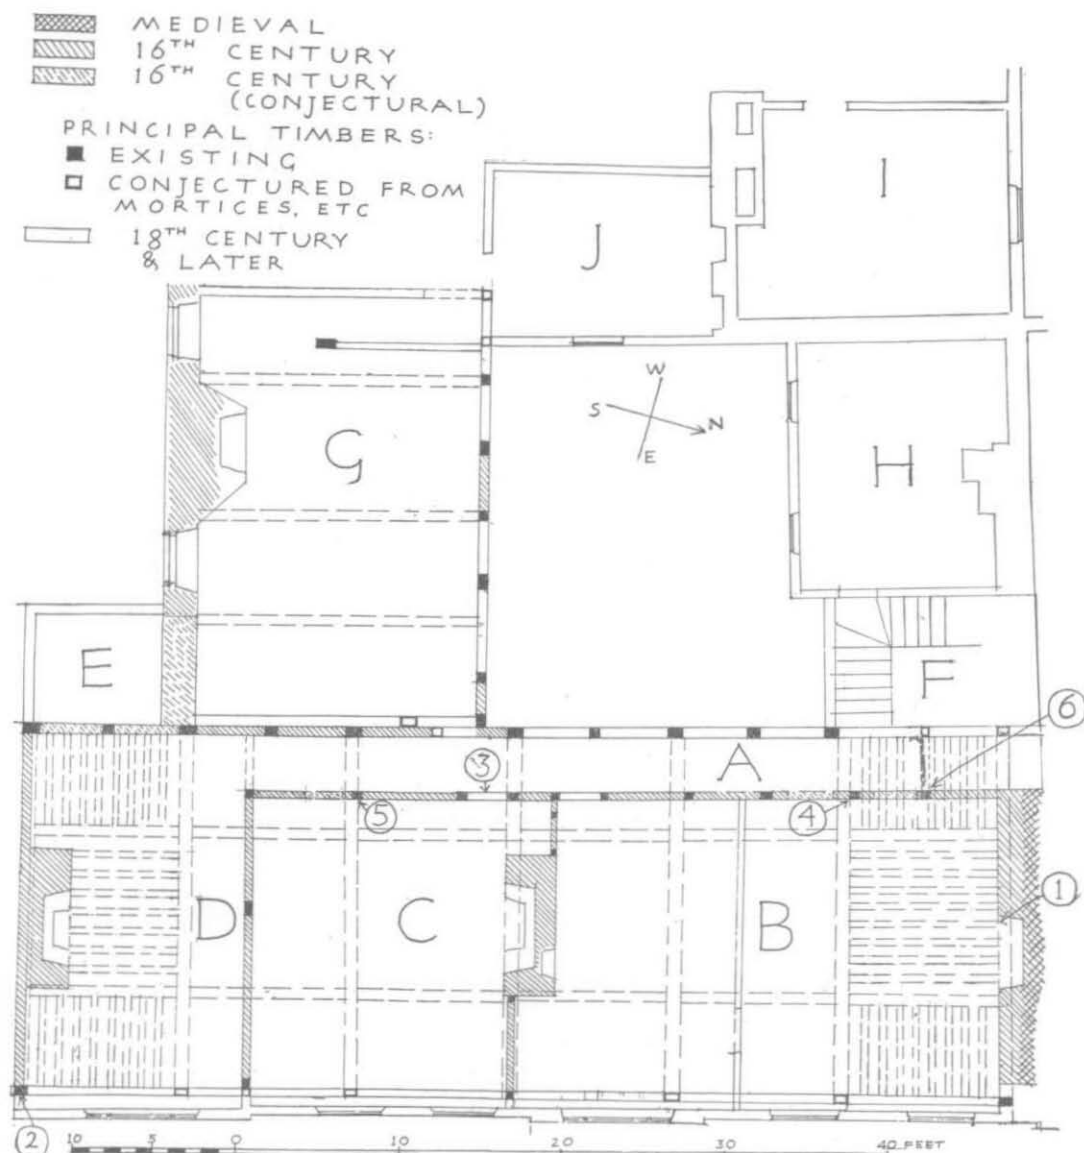 MEDIEVAL
16TH CENTURY
16TH CENTURY
(CONJECTURAL)
PRINCIPAL TIMBERS:
EXISTING
CONJECTURED FROM
MORTICES, ETC
18TH CENTURY
& LATER
I
J
W
S
N
E
G
H
E
F
6
A
3
5
4
1
D
C
B
2
10 5 0 10 20 30 40 FEET